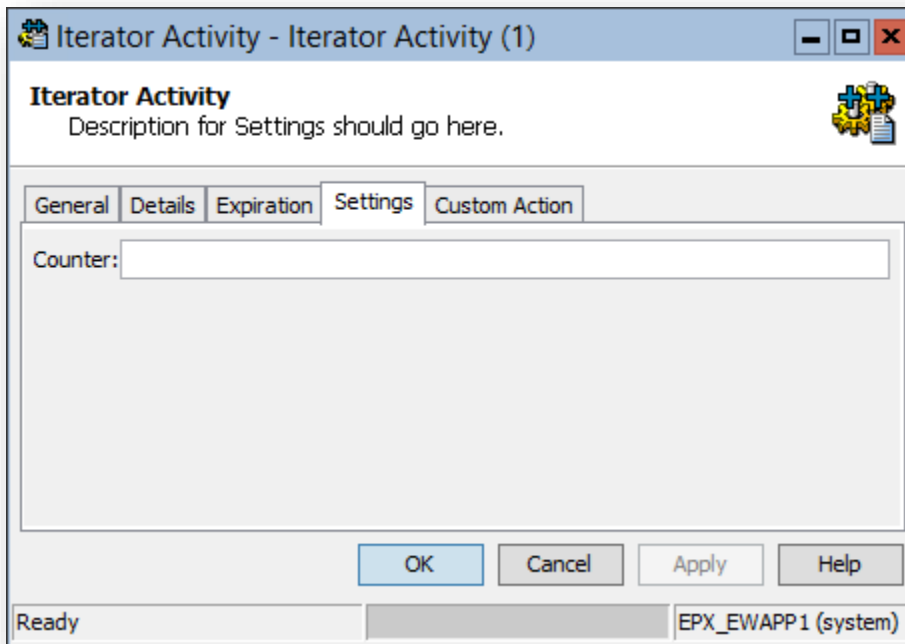 Iterator Activity - Iterator Activity (1)
Iterator Activity
Description for Settings should go here.
General Details Expiration Settings Custom Action
Counter:
OK Cancel Apply Help
Ready EPX_EWAPP1 (system)